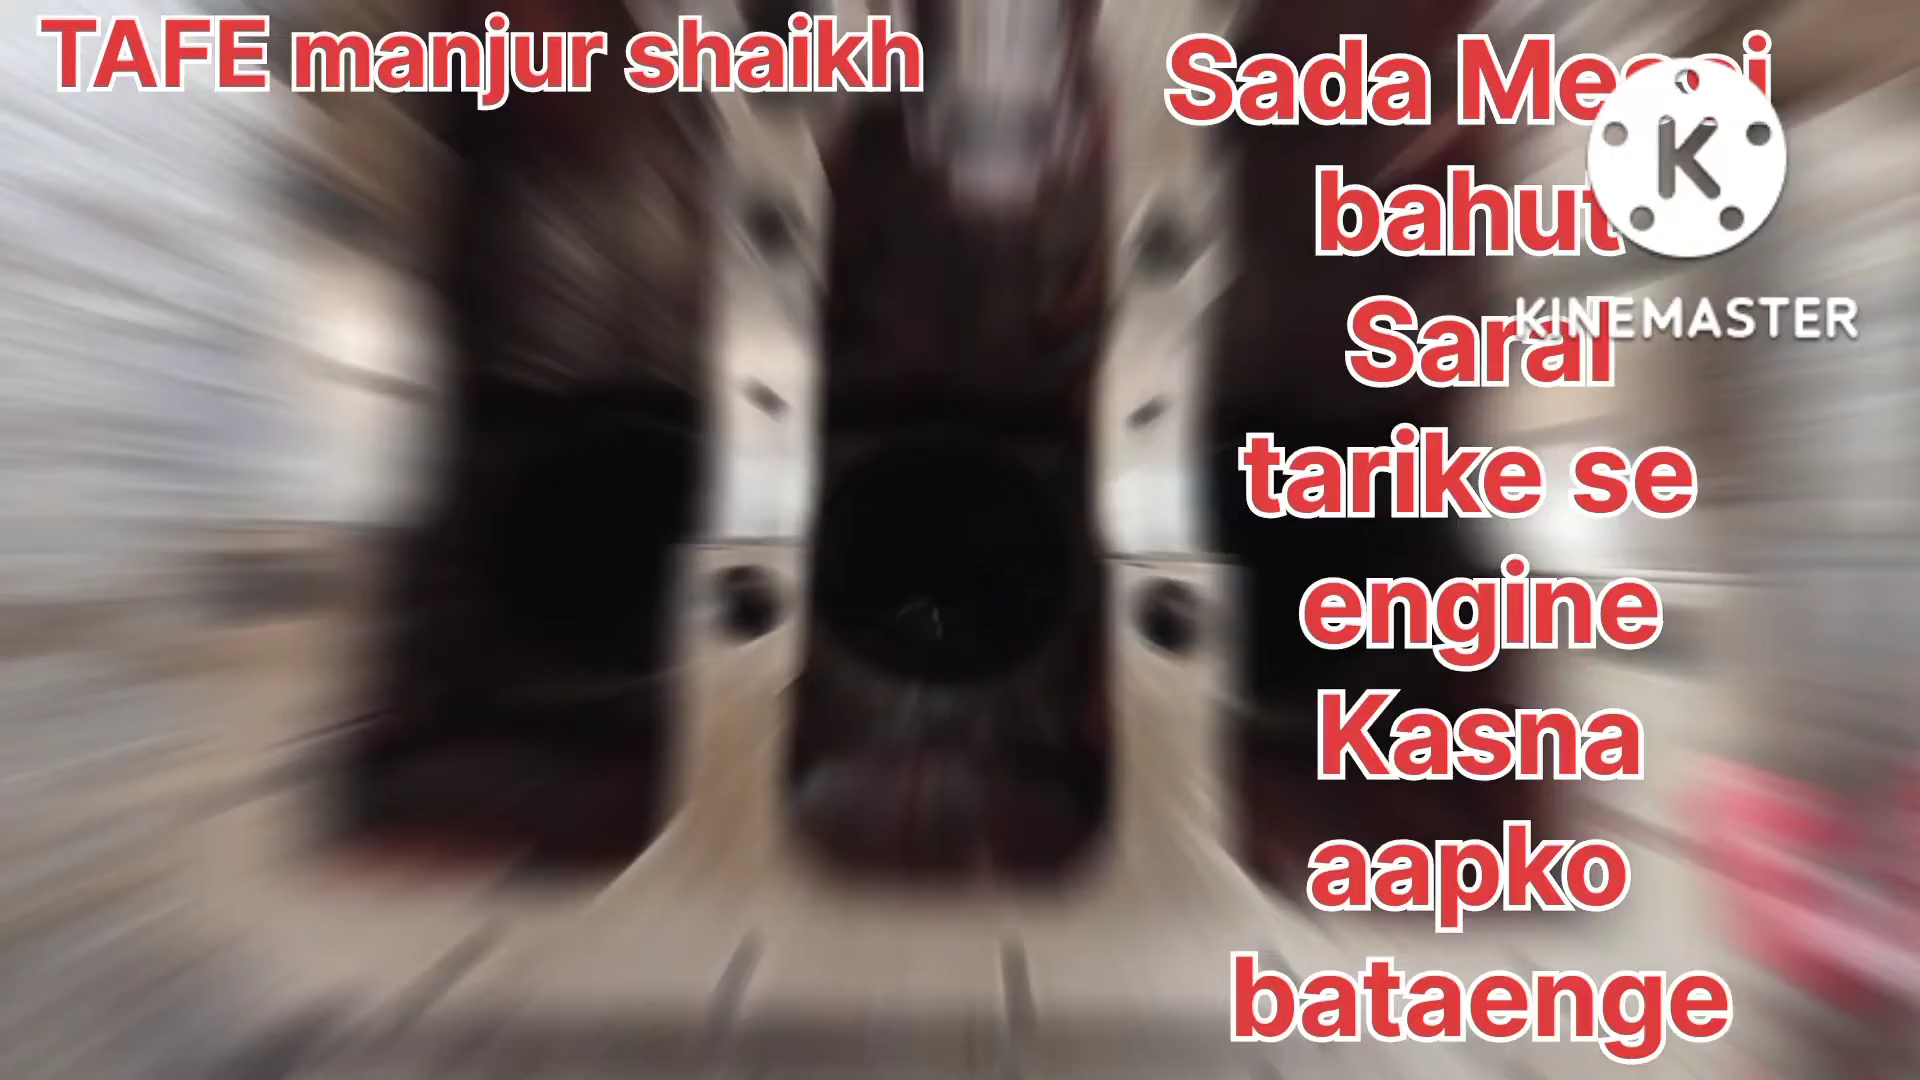 TAFE manjur shaikh
Sada
bahut
Saral
tarike se
engine
Kasna
aapko
bataenge
K
KINEMASTER